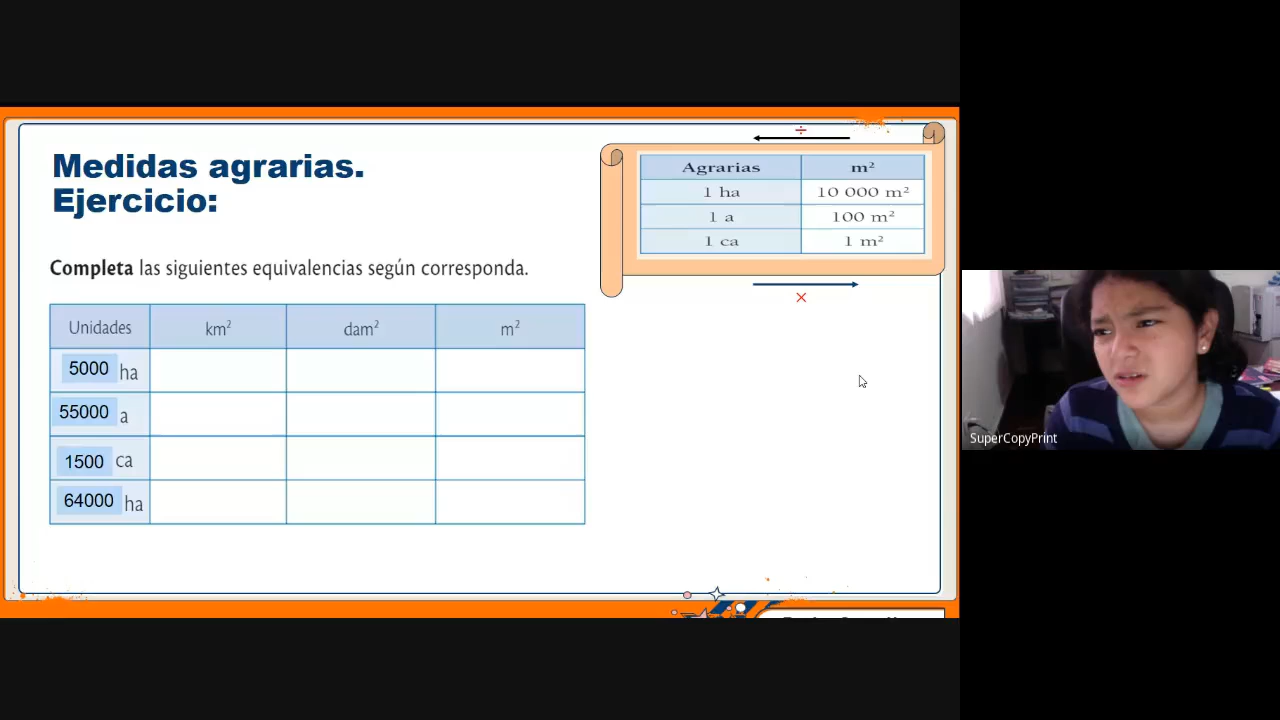 Medidas agrarias.
Ejercicio:
÷
Agrarias m²
1 ha 10 000 m²
1 a 100 m²
1 ca 1 m²
×
Completa las siguientes equivalencias según corresponda.
Unidades km² dam² m²
5000 ha
55000 a
1500 ca
64000 ha
SuperCopyPrint